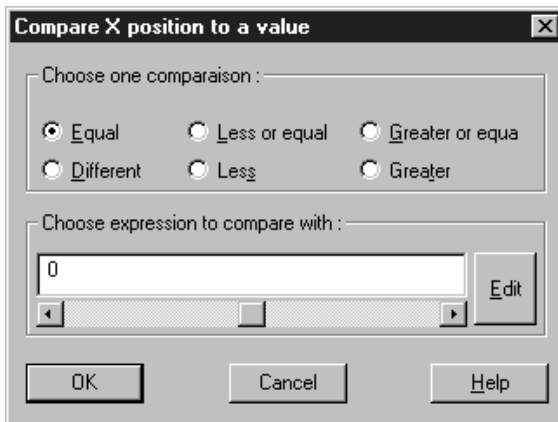 Compare X position to a value
Choose one comparaison :
Equal Less or equal Greater or equa
Different Less Greater
Choose expression to compare with :
0
Edit
OK Cancel Help